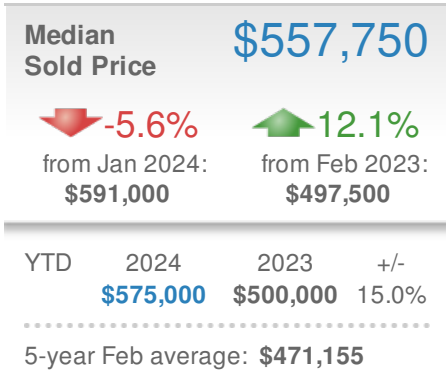 Median $557,750
Sold Price
-5.6% 12.1%
from Jan 2024: from Feb 2023:
$591,000 $497,500
YTD 2024 2023 +/-
$575,000 $500,000 15.0%
5-year Feb average: $471,155